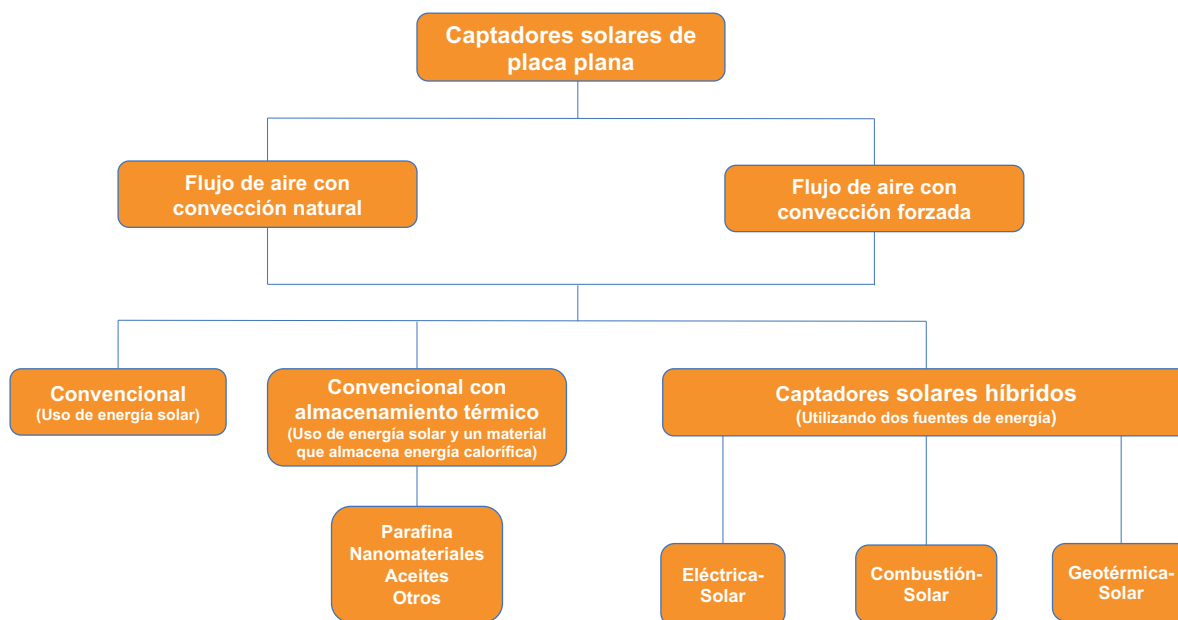 Captadores solares de
placa plana
Flujo de aire con
convección natural
Flujo de aire con
convección forzada
Convencional
(Uso de energía solar)
Convencional con
almacenamiento térmico
(Uso de energía solar y un material
que almacena energía calorífica)
Captadores solares híbridos
(Utilizando dos fuentes de energía)
Parafina
Nanomateriales
Aceites
Otros
Eléctrica-
Solar
Combustión-
Solar
Geotérmica-
Solar